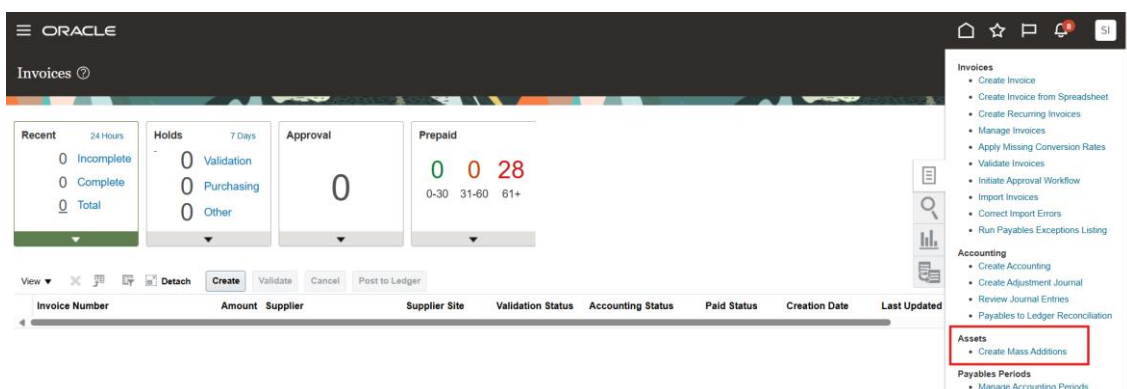 ORACLE
8
SI
Invoices
Recent 24 Hours
0 Incomplete
0 Complete
0 Total
Holds 7 Days
0 Validation
0 Purchasing
0 Other
Approval
0
Prepaid
0 0 28
0-30 31-60 61+
View Detach Create Validate Cancel Post to Ledger
Invoice Number Amount Supplier Supplier Site Validation Status Accounting Status Paid Status Creation Date Last Updated
Invoices
• Create Invoice
• Create Invoice from Spreadsheet
• Create Recurring Invoices
• Manage Invoices
• Apply Missing Conversion Rates
• Validate Invoices
• Initiate Approval Workflow
• Import Invoices
• Correct Import Errors
• Run Payables Exceptions Listing
Accounting
• Create Accounting
• Create Adjustment Journal
• Review Journal Entries
• Payables to Ledger Reconciliation
Assets
• Create Mass Additions
Payables Periods
• Manage Accounting Periods